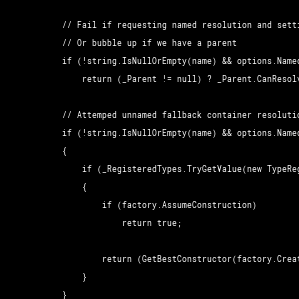 // Fail if requesting named resolution and setti
// Or bubble up if we have a parent
if (!string.IsNullOrEmpty(name) && options.Named
return (_Parent != null) ? _Parent.CanResolv
// Attemped unnamed fallback container resolutio
if (!string.IsNullOrEmpty(name) && options.Named
{
if (_RegisteredTypes.TryGetValue(new TypeReg
{
if (factory.AssumeConstruction)
return true;
return (GetBestConstructor(factory.Creat
}
}